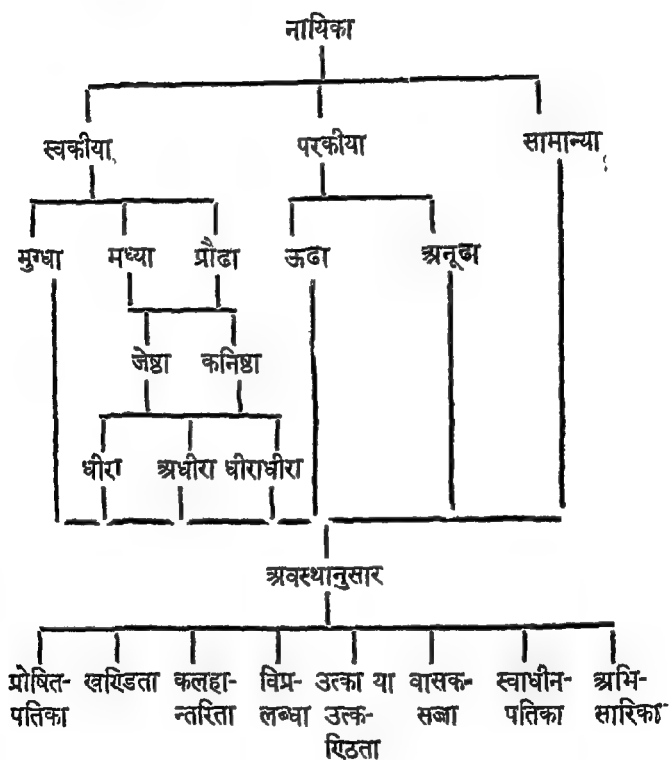 नायिका
स्वकीया परकीया सामान्या
मुग्धा मध्या प्रौढा ऊढा अनूढा
जेष्ठा कनिष्ठा
धीरा अधीरा धीराधीरा
अवस्थानुसार
प्रोषित- खण्डिता कलहा- विप्र- उत्का या वासक- स्वाधीन- अभि-
पतिका न्तरिता लब्धा उत्क- सज्जा पतिका सारिका
ण्ठिता